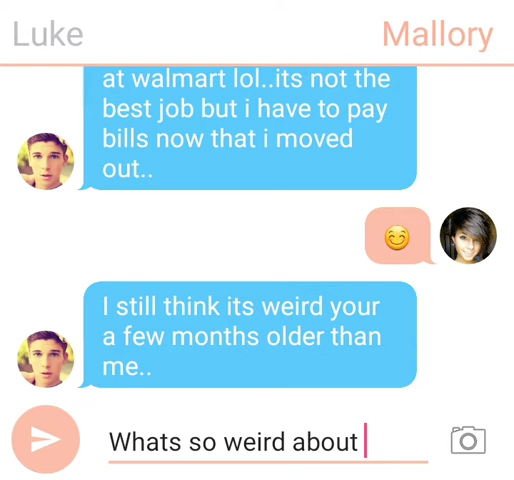 Luke
Mallory
at walmart lol..its not the
best job but i have to pay
bills now that i moved
out..
😊
I still think its weird your
a few months older than
me..
Whats so weird about